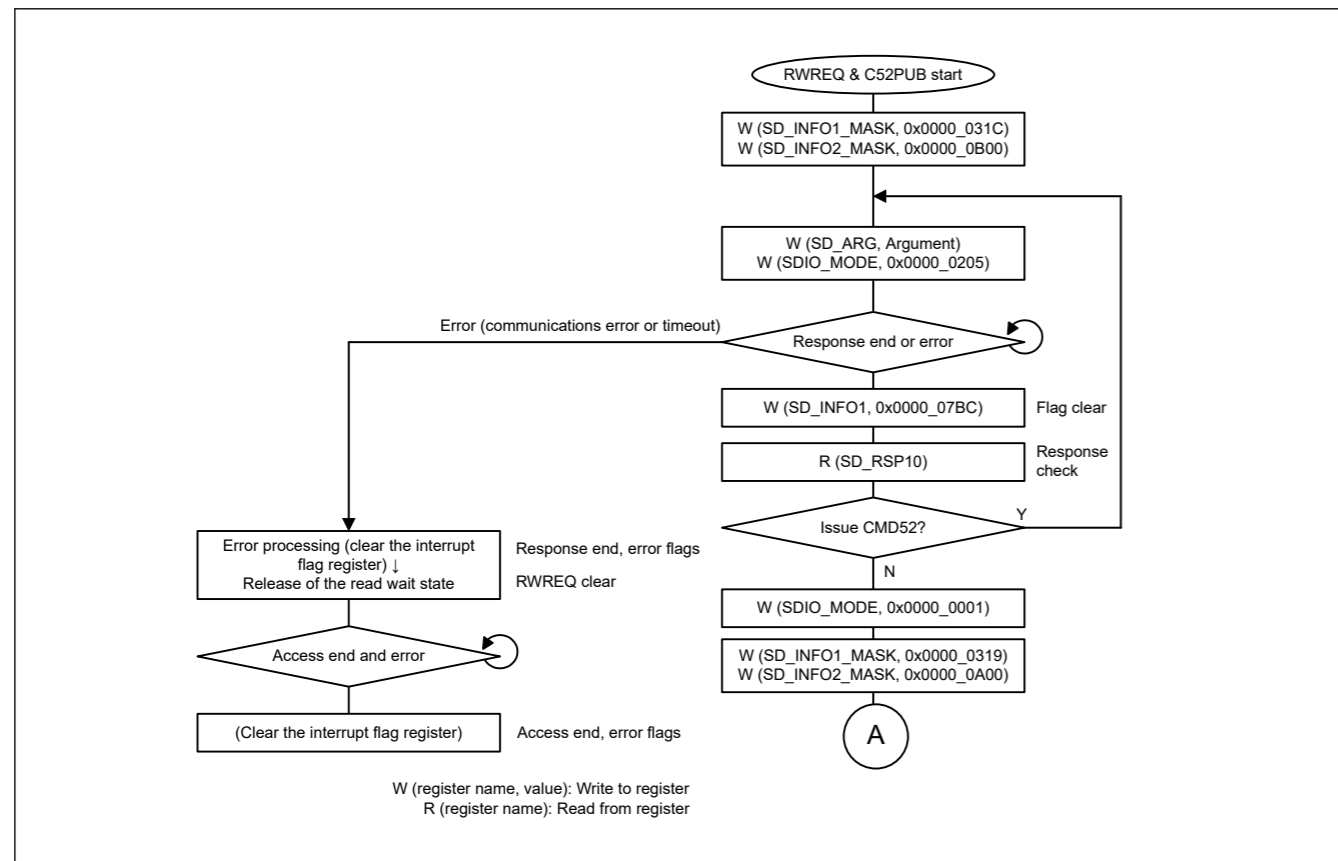 RWREQ & C52PUB start
W (SD_INFO1_MASK, 0x0000_031C)
W (SD_INFO2_MASK, 0x0000_0B00)
W (SD_ARG, Argument)
W (SDIO_MODE, 0x0000_0205)
Error (communications error or timeout)
Response end or error
W (SD_INFO1, 0x0000_07BC)
Flag clear
R (SD_RSP10)
Response
check
Issue CMD52?
Y
N
Error processing (clear the interrupt
flag register) ↓
Release of the read wait state
Response end, error flags
RWREQ clear
W (SDIO_MODE, 0x0000_0001)
Access end and error
W (SD_INFO1_MASK, 0x0000_0319)
W (SD_INFO2_MASK, 0x0000_0A00)
(Clear the interrupt flag register)
Access end, error flags
A
W (register name, value): Write to register
R (register name): Read from register